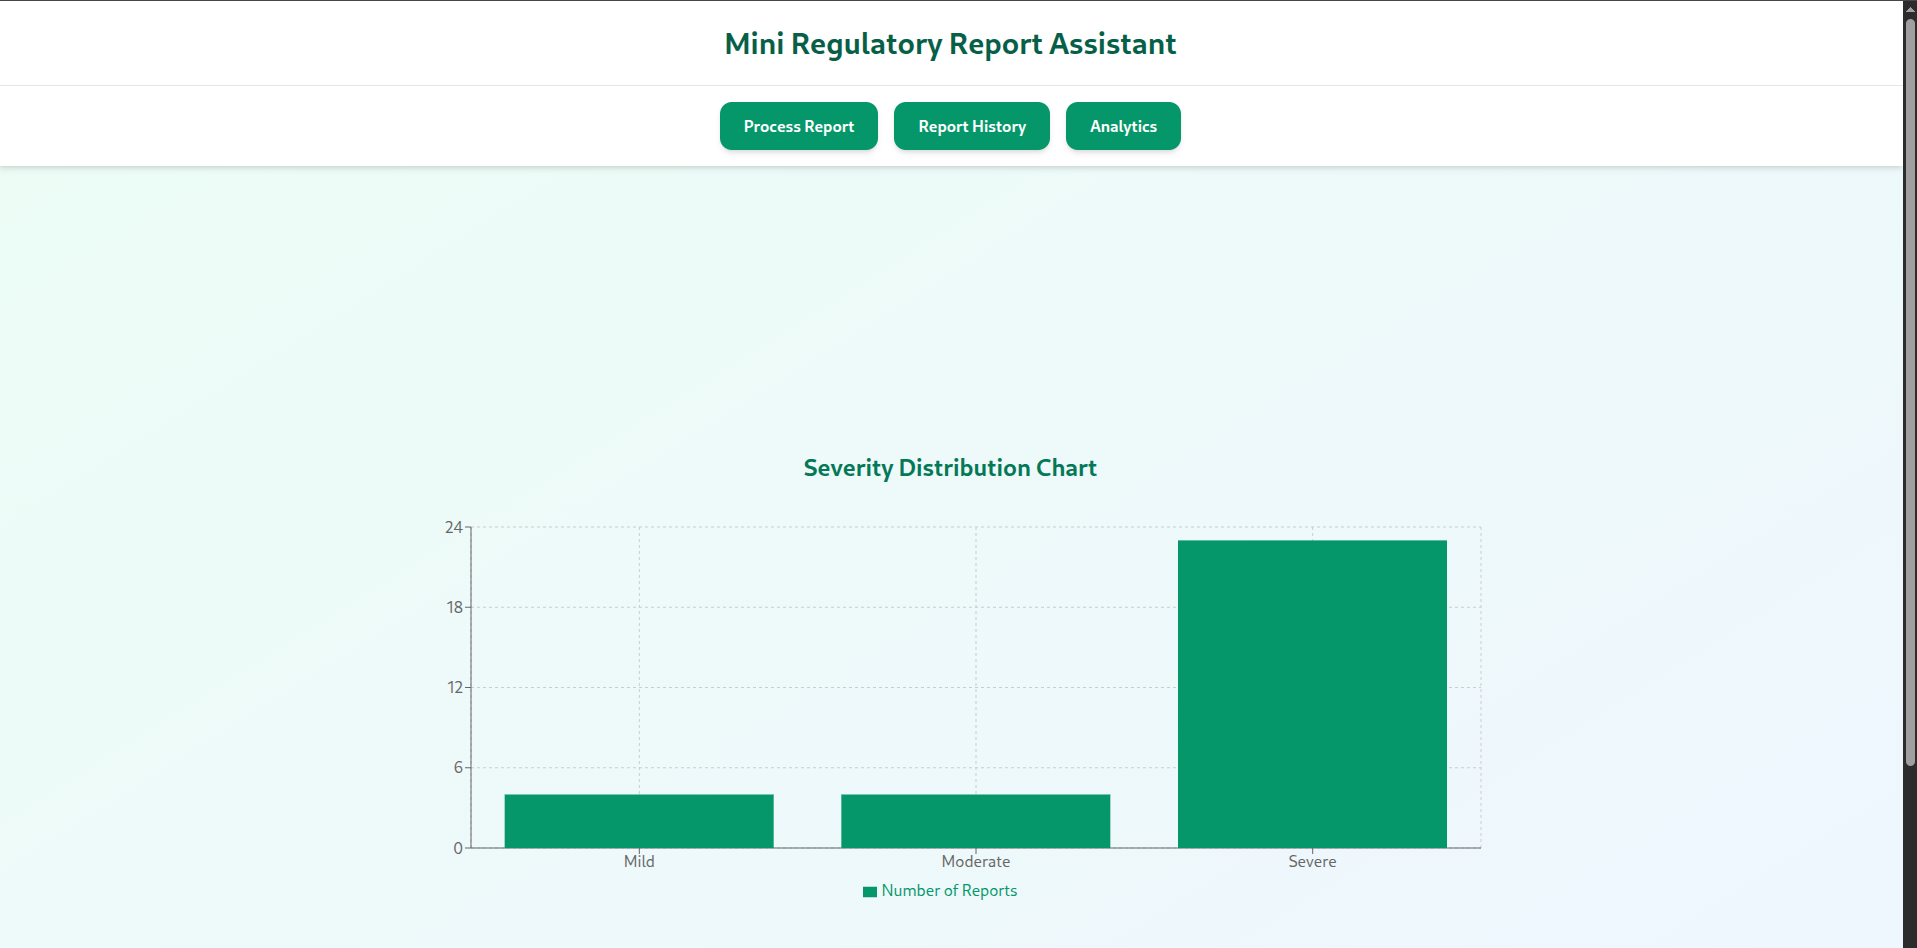 Mini Regulatory Report Assistant
Process Report Report History Analytics
Severity Distribution Chart
24
18
12
6
0
Mild Moderate Severe
Number of Reports